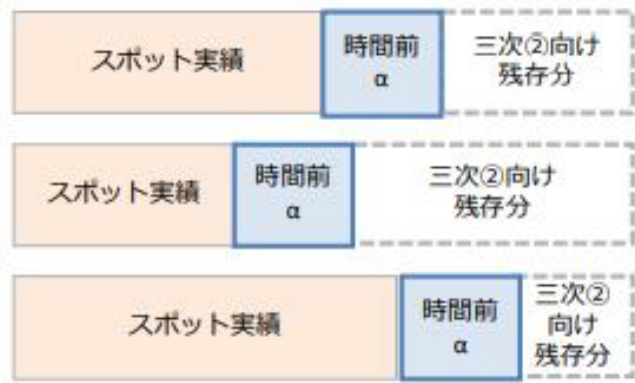 スポット実績
時間前
α
三次②向け
残存分
スポット実績
時間前
α
三次②向け
残存分
スポット実績
時間前
α
三次②
向け
残存分